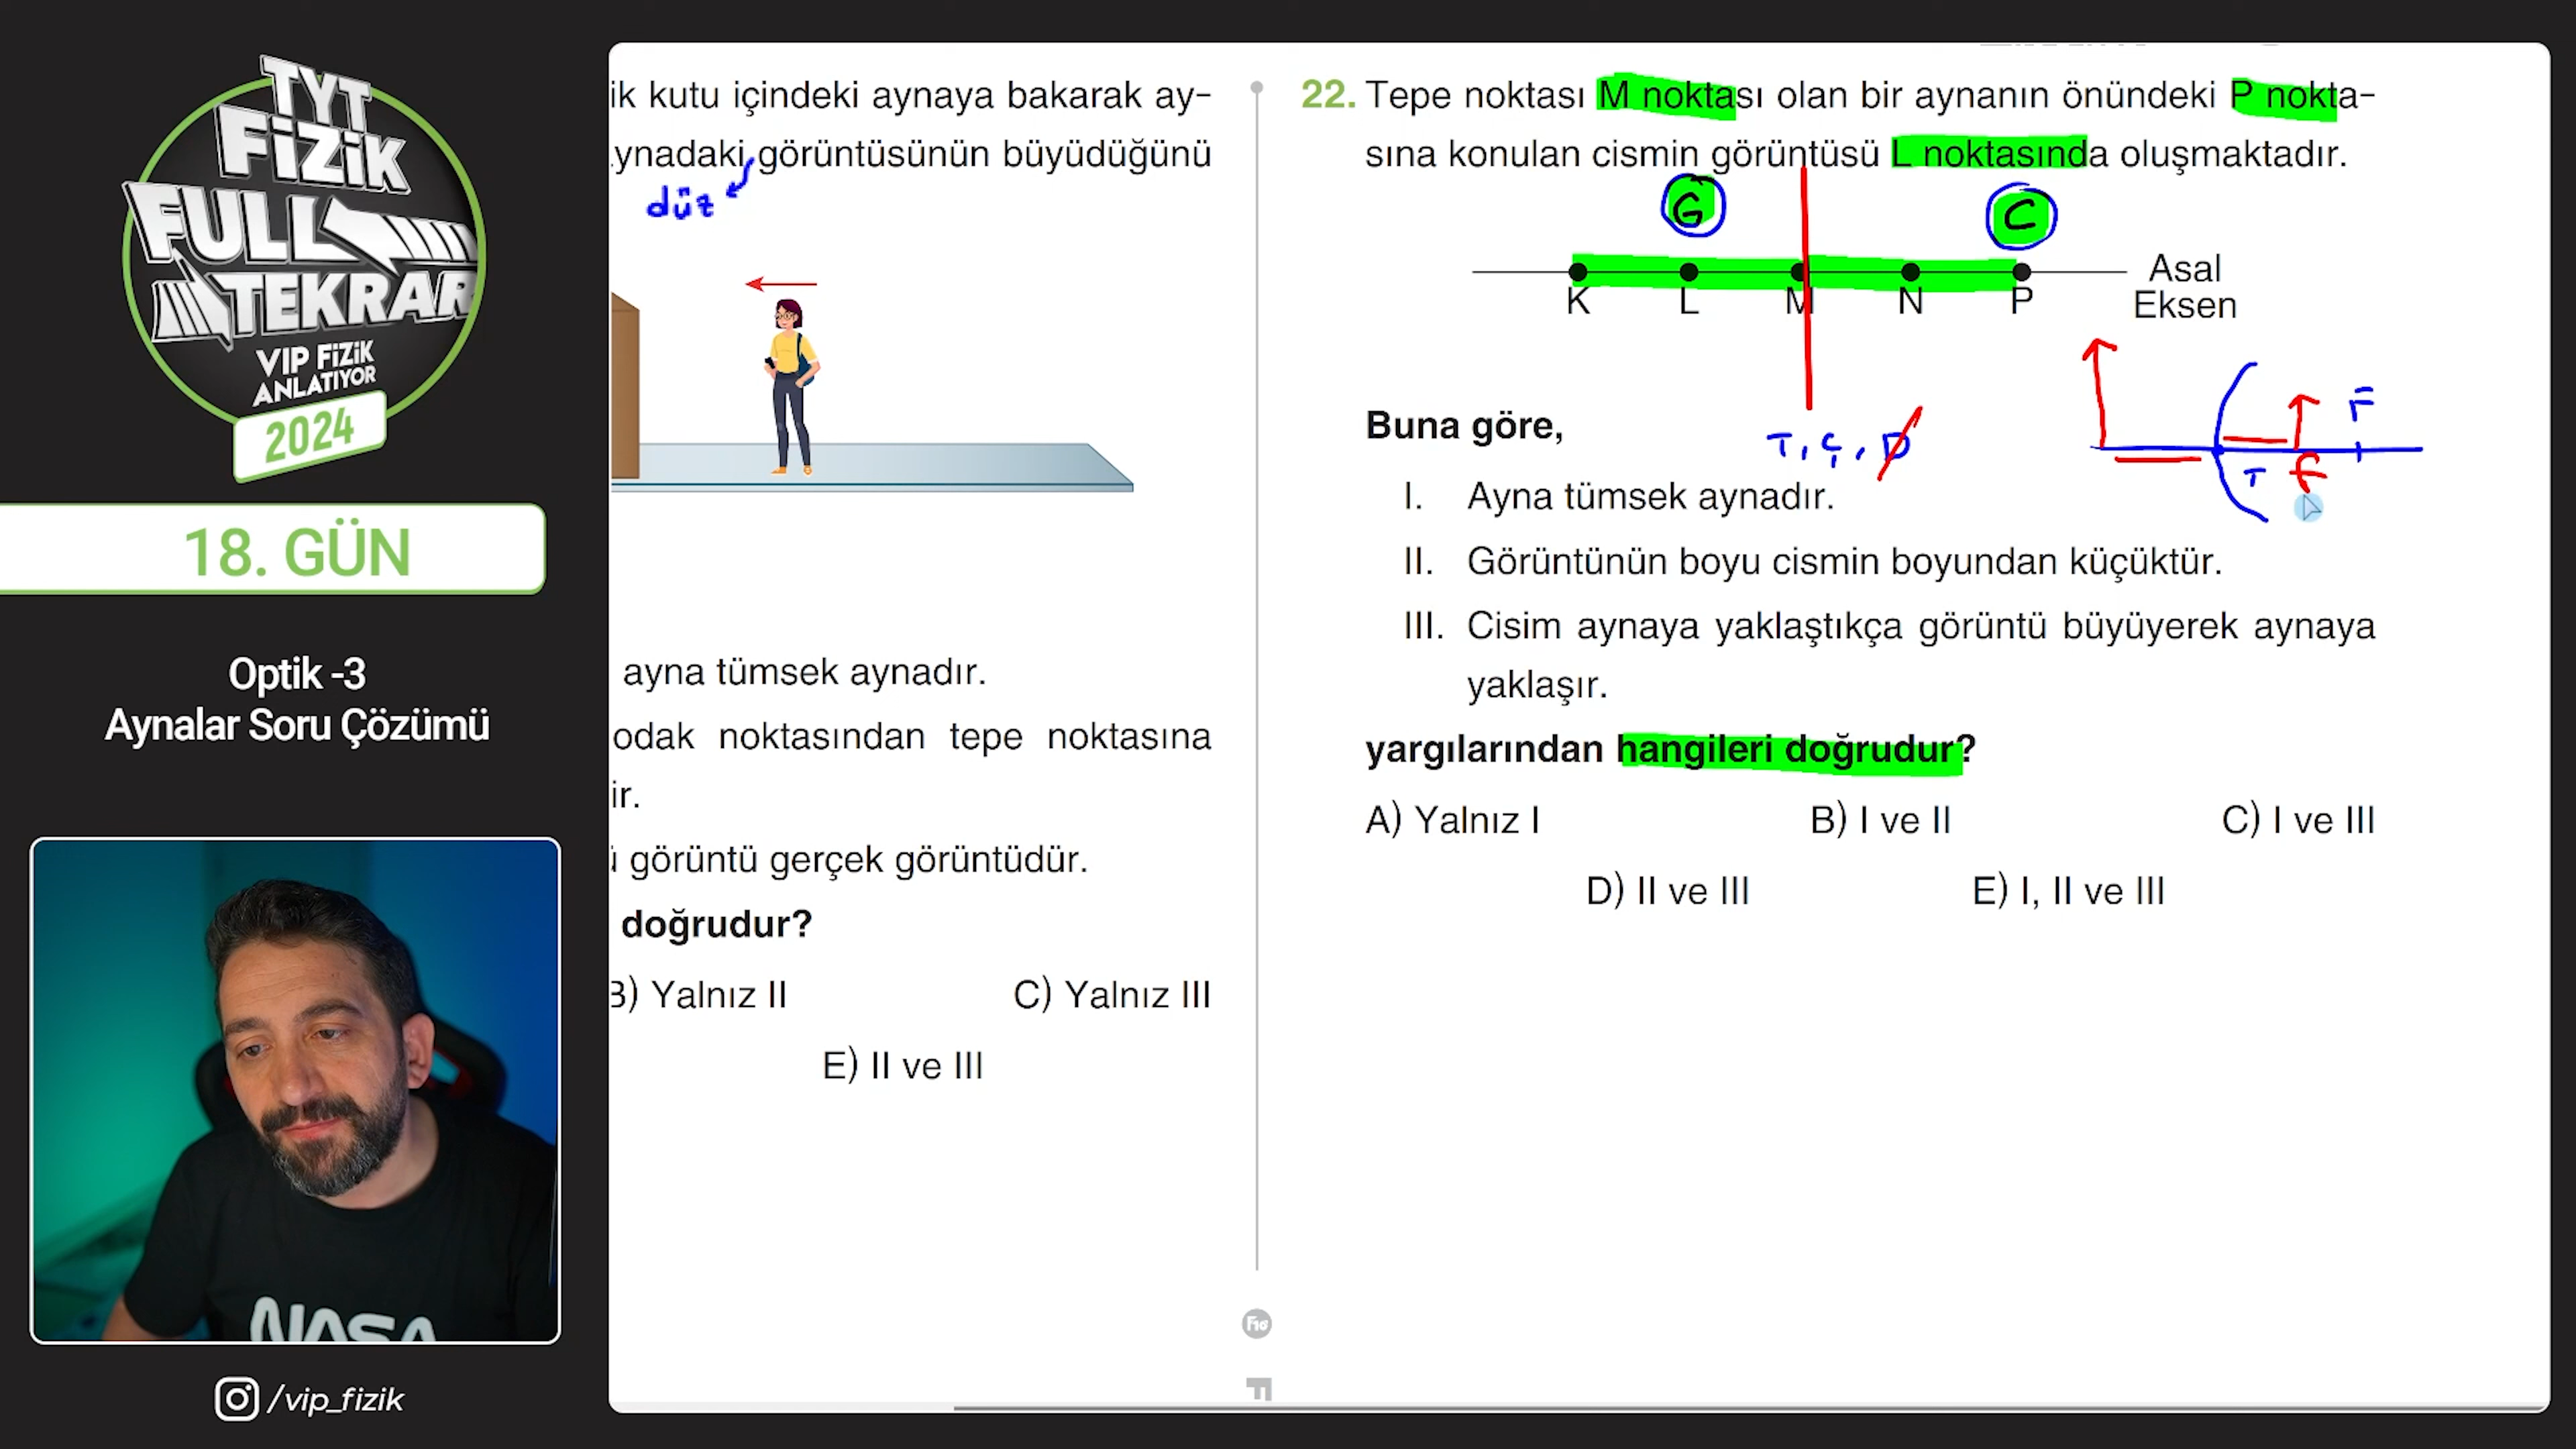 TYT
FiZiK
FULL
TEKRAR
VIP FiZiK
ANLATIYOR
2024
18. GÜN
Optik -3
Aynalar Soru Çözümü
NASA
/vip_fizik
ik kutu içindeki aynaya bakarak ay-
ynadaki görüntüsünün büyüdüğünü
düz
ayna tümsek aynadır.
odak noktasından tepe noktasına
ir.
görüntü gerçek görüntüdür.
doğrudur?
B) Yalnız II C) Yalnız III
E) II ve III
22. Tepe noktası M noktası olan bir aynanın önündeki P nokta-
sına konulan cismin görüntüsü L noktasında oluşmaktadır.
G C
K L M N P
Asal
Eksen
F
T f
Buna göre,
T, Ç, D
I. Ayna tümsek aynadır.
II. Görüntünün boyu cismin boyundan küçüktür.
III. Cisim aynaya yaklaştıkça görüntü büyüyerek aynaya
yaklaşır.
yargılarından hangileri doğrudur?
A) Yalnız I B) I ve II C) I ve III
D) II ve III E) I, II ve III